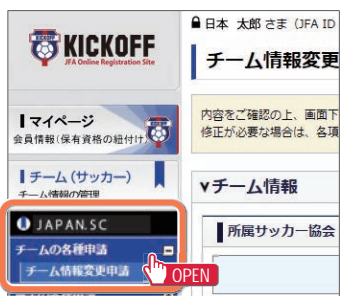 KICKOFF
JFA Online Registration Site
マイページ
会員情報(保有資格の紐付け)
チーム(サッカー)
チーム情報の管理
JAPAN.SC
チームの各種申請
チーム情報変更申請
OPEN
日本 太郎 さま (JFA ID
チーム情報変更
内容をご確認の上、画面下
修正が必要な場合は、各項
チーム情報
所属サッカー協会